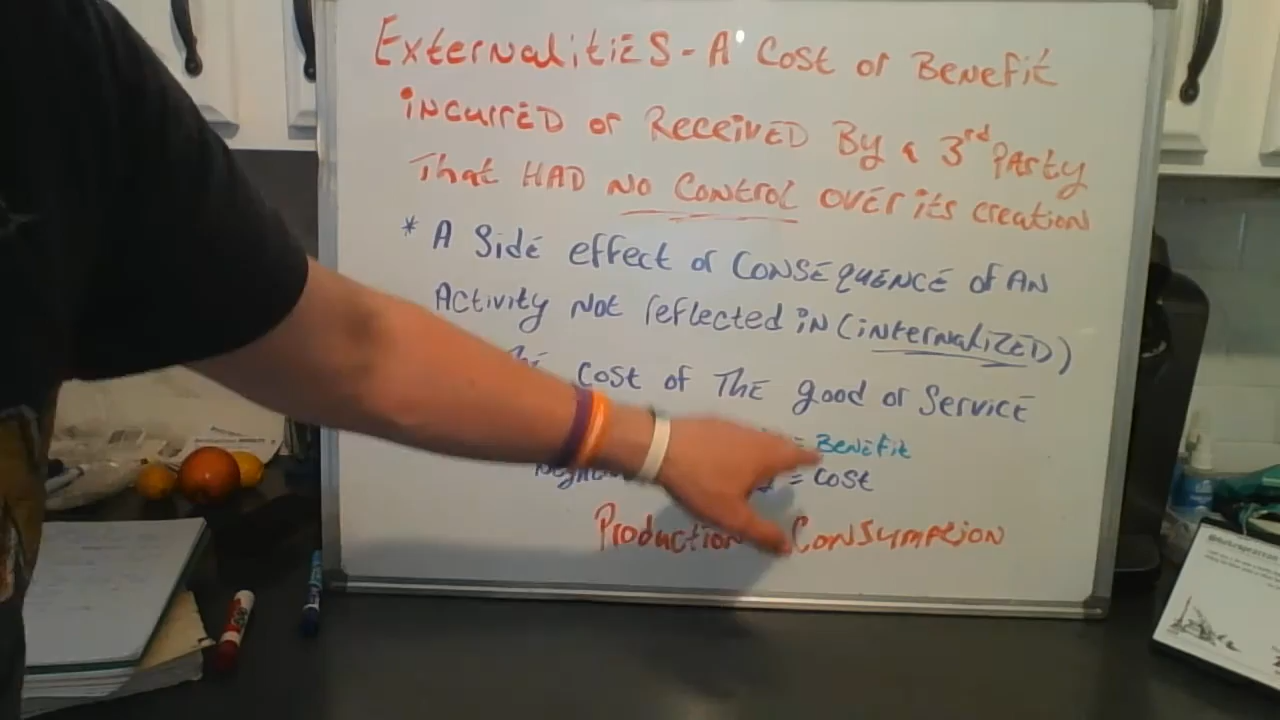 Externalities - A Cost or Benefit
incurred or Received By a 3rd Party
That HAD No Control over its creation
* A Side effect or Consequence of an
Activity Not reflected in (internalized)
Cost of The good or Service
= Benefit
= Cost
Production Consumption